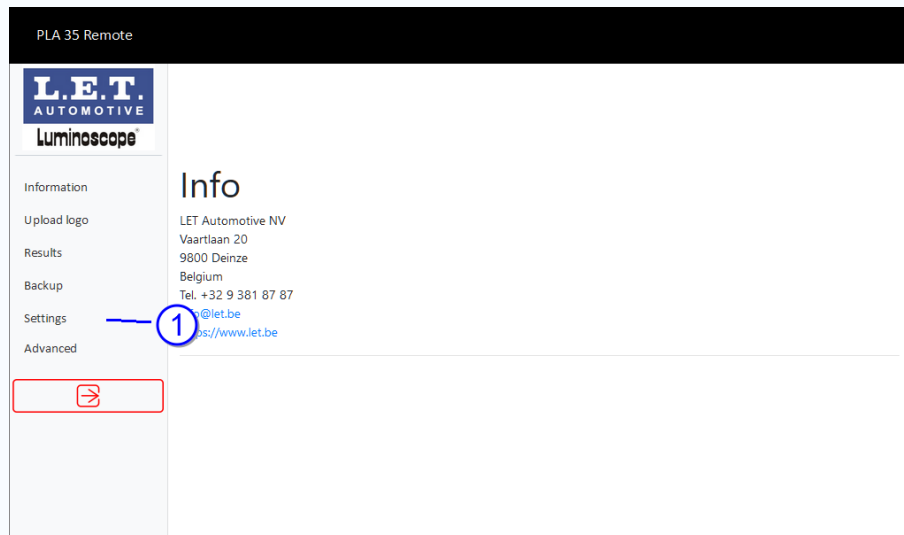 PLA 35 Remote
L.E.T.
AUTOMOTIVE
Luminoscope®
Information
Upload logo
Results
Backup
Settings
Advanced
1
Info
LET Automotive NV
Vaartlaan 20
9800 Deinze
Belgium
Tel. +32 9 381 87 87
@let.be
https://www.let.be